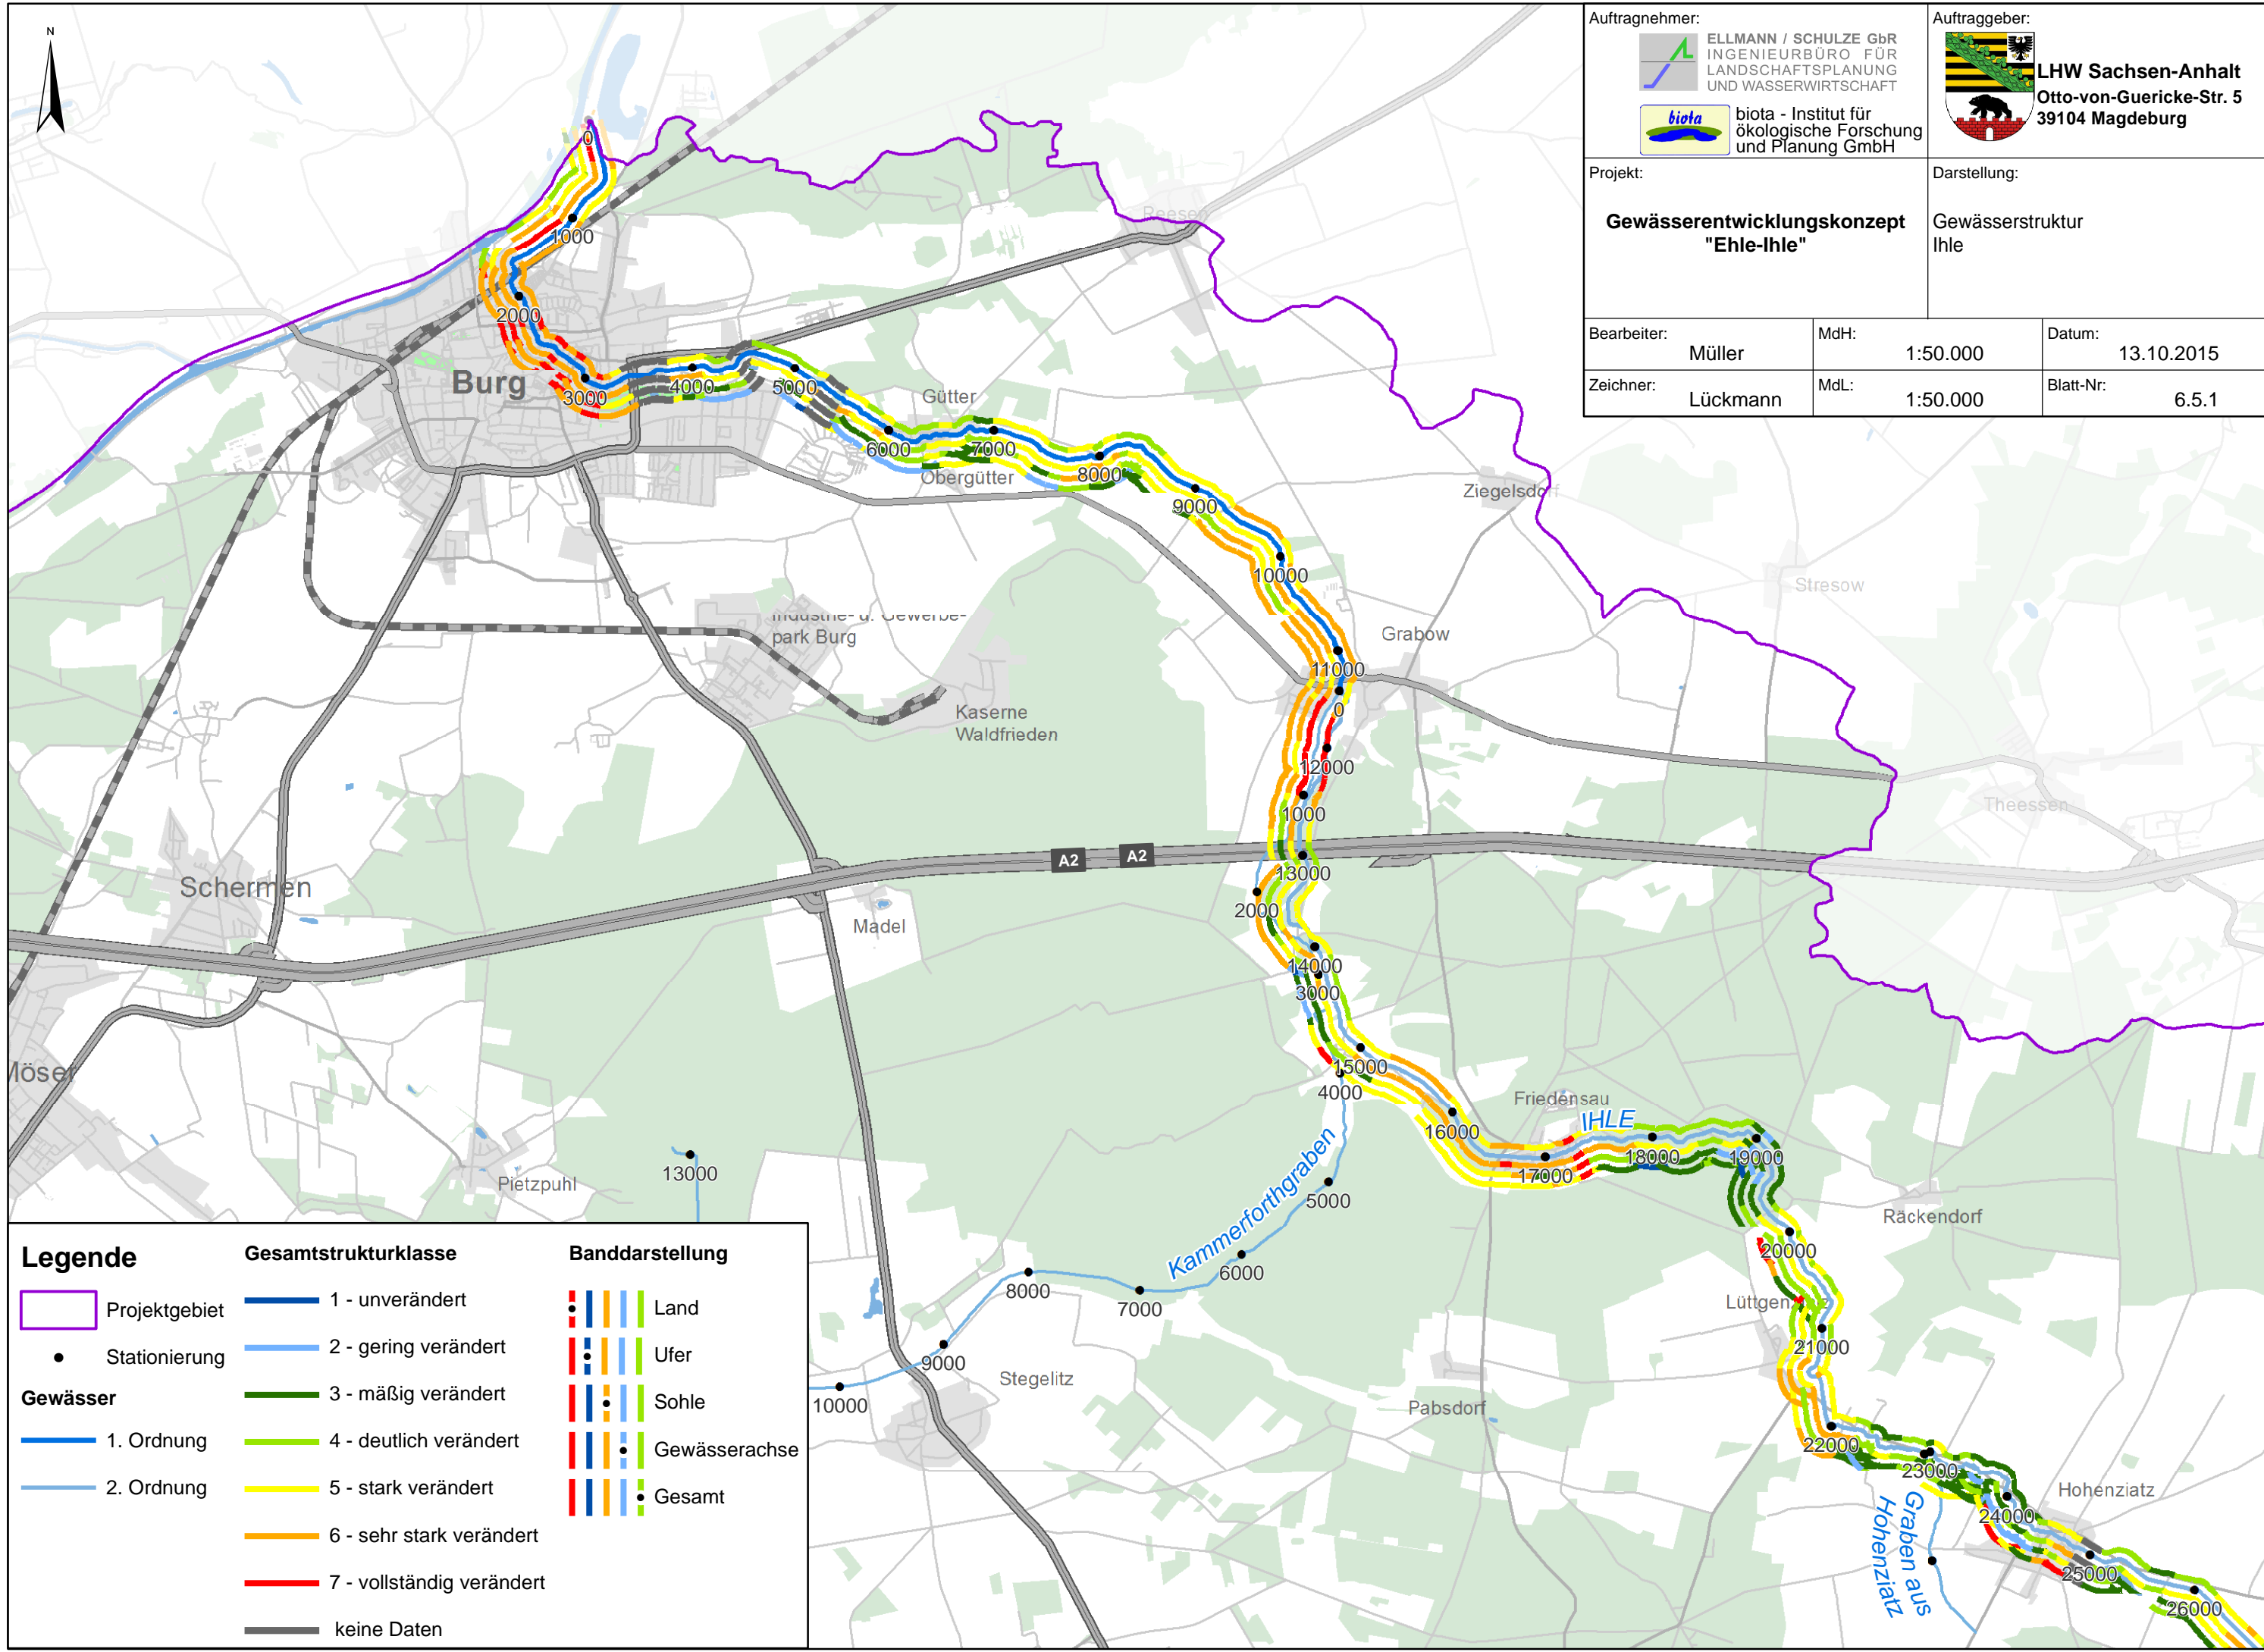 N
Auftragnehmer:
ELLMANN / SCHULZE GbR
INGENIEURBÜRO FÜR
LANDSCHAFTSPLANUNG
UND WASSERWIRTSCHAFT
biota
biota - Institut für
ökologische Forschung
und Planung GmbH
Auftraggeber:
LHW Sachsen-Anhalt
Otto-von-Guericke-Str. 5
39104 Magdeburg
Projekt:
Gewässerentwicklungskonzept
"Ehle-Ihle"
Darstellung:
Gewässerstruktur
Ihle
Bearbeiter:
Müller
MdH:
1:50.000
Datum:
13.10.2015
Zeichner:
Lückmann
MdL:
1:50.000
Blatt-Nr:
6.5.1
0
1000
2000
Burg
3000
4000
5000
6000
7000
8000
9000
10000
11000
0
12000
1000
13000
2000
14000
3000
15000
4000
16000
17000
18000
19000
20000
21000
22000
23000
24000
25000
26000
Reesen
Gütter
Obergütter
Ziegelsdorf
Stresow
Grabow
Theessen
Industrie- u. Gewerbe-
park Burg
Kaserne
Waldfrieden
A2
A2
Schermen
Madel
Möser
Pietzpuhl
13000
Friedensau
IHLE
Kammerforthgraben
5000
6000
7000
8000
9000
10000
Stegelitz
Räckendorf
Pabsdorf
Hohenziatz
Graben aus
Hohenziatz
Legende
Projektgebiet
Stationierung
Gewässer
1. Ordnung
2. Ordnung
Gesamtstrukturklasse
1 - unverändert
2 - gering verändert
3 - mäßig verändert
4 - deutlich verändert
5 - stark verändert
6 - sehr stark verändert
7 - vollständig verändert
keine Daten
Banddarstellung
Land
Ufer
Sohle
Gewässerachse
Gesamt